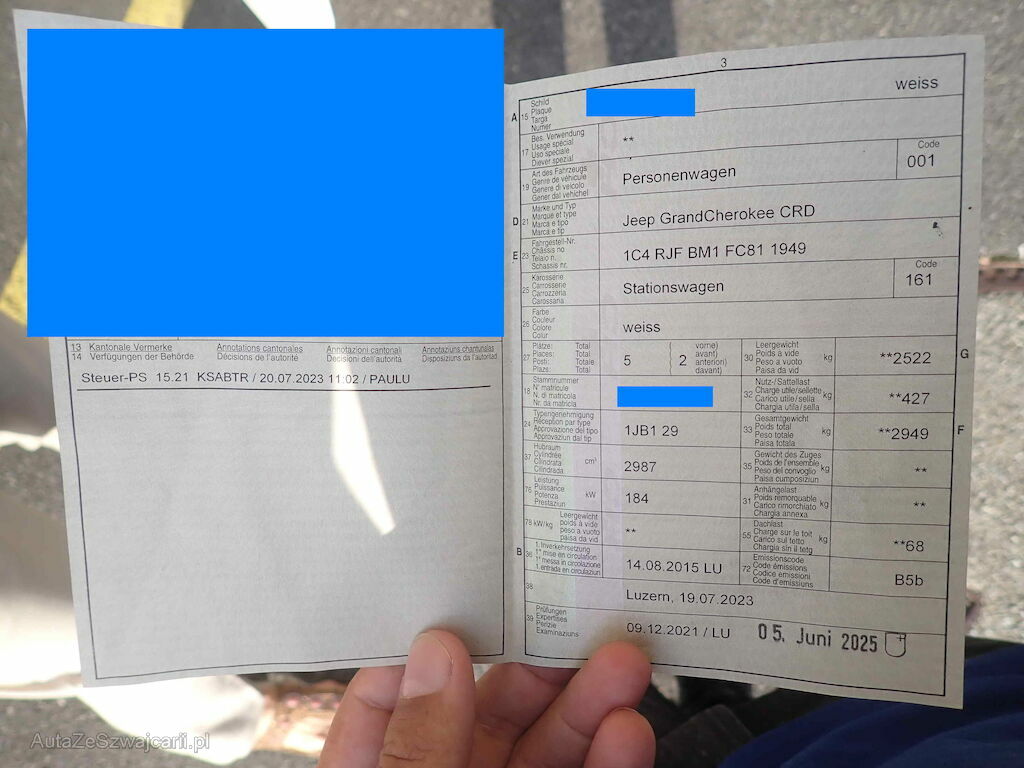 3
A 15 Schild
Plaque
Targa
Numer
weiss
17 Bes. Verwendung
Usage spécial
Uso speciale
Diever spezial
**
19 Art des Fahrzeugs
Genre de véhicule
Genere di veicolo
Gener dal vehichel
Personenwagen
Code
001
D 21 Marke und Typ
Marque et type
Marca e tipo
Marca e tip
Jeep GrandCherokee CRD
E 23 Fahrgestell-Nr.
Châssis no
Telaio n.
Schassis nr.
1C4 RJF BM1 FC81 1949
25 Karosserie
Carrosserie
Carrozzeria
Carossaria
Stationswagen
Code
161
26 Farbe
Couleur
Colore
Colur
weiss
27 Plätze: Total
Places: Total
Posti: Totale
Plazs: Total
5
2
vorne)
avant)
anteriori)
davant)
30 Leergewicht
Poids à vide
Peso a vuoto
Paisa da vid
kg
**2522
G
18 Stammnummer
N° matricule
N. di matricola
Nr. da matricla
32 Nutz-/Sattellast
Charge utile/sellette
Carico utile/sella
Chargia utila/sella
kg
**427
24 Typengenehmigung
Réception par type
Approvazione del tipo
Approvaziun dal tip
1JB1 29
33 Gesamtgewicht
Poids total
Peso totale
Paisa totala
kg
**2949
F
37 Hubraum
Cylindrée
Cilindrata
Cilindrada
cm³
2987
35 Gewicht des Zuges
Poids de l'ensemble
Peso del convoglio
Paisa cumposiziun
kg
**
76 Leistung
Puissance
Potenza
Prestaziun
kW
184
31 Anhängelast
Poids remorquable
Carico rimorchiato
Chargia annexa
kg
**
78 kW/kg
Leergewicht
poids à vide
peso a vuoto
paisa da vid
**
55 Dachlast
Charge sur le toit
Carico sul tetto
Chargia sin il tetg
kg
**68
B 36 1. Inverkehrsetzung
1re mise en circulation
1a messa in circolazione
1. entrada en circulaziun
14.08.2015 LU
72 Emissionscode
Code émissions
Codice emissioni
Code d'emissiuns
B5b
38
Luzern, 19.07.2023
39 Prüfungen
Expertises
Perizie
Examinaziuns
09.12.2021 / LU
05. Juni 2025
13 Kantonale Vermerke Annotations cantonales Annotazioni cantonali Annotaziuns chantunalas
14 Verfügungen der Behörde Décisions de l'autorité Decisioni dell'autorità Disposiziuns da l'autoritad
Steuer-PS 15.21 KSABTR / 20.07.2023 11:02 / PAULU
AutaZeSzwajcarii.pl